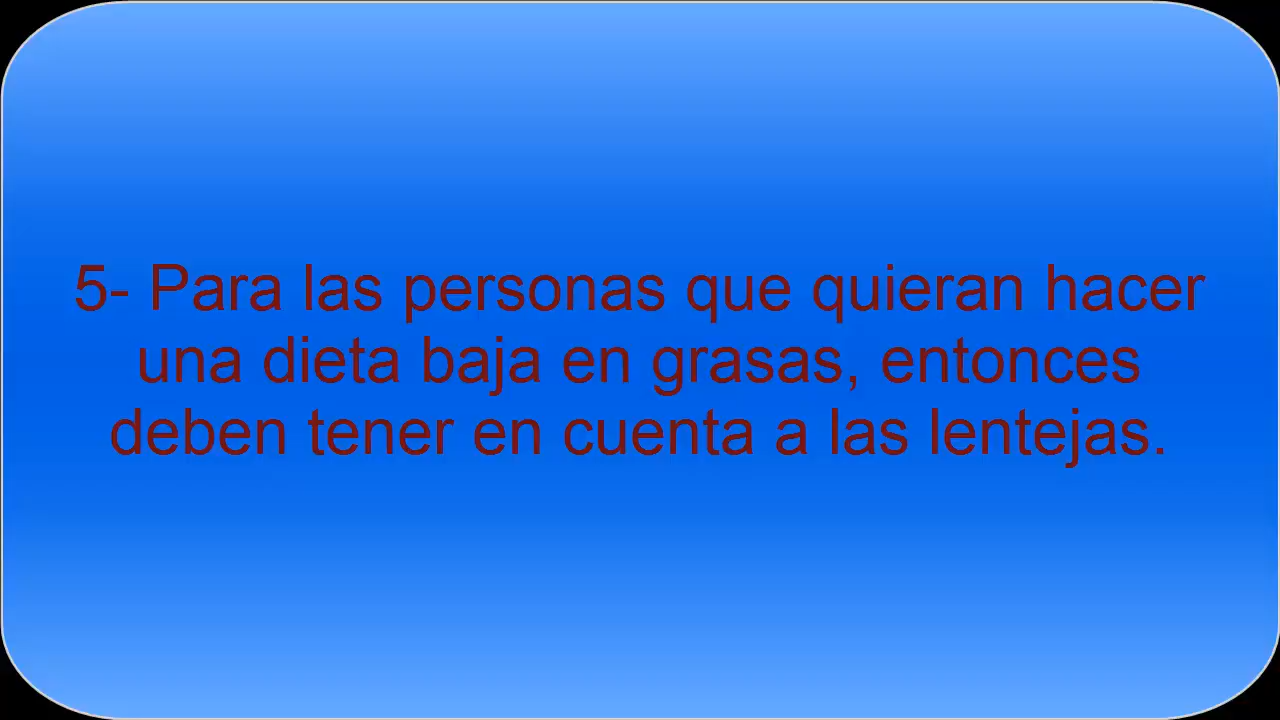 5- Para las personas que quieran hacer
una dieta baja en grasas, entonces
deben tener en cuenta a las lentejas.